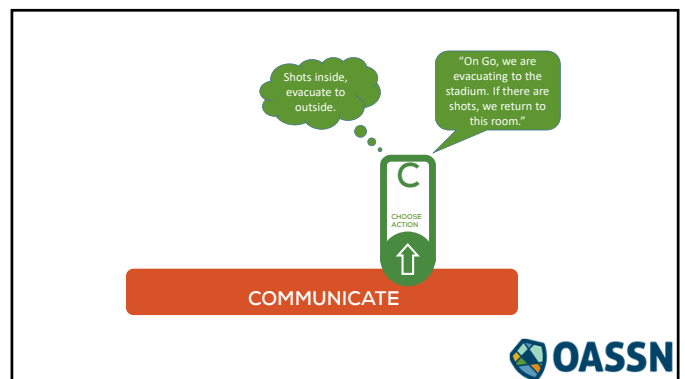 Shots inside,
evacuate to
outside.
“On Go, we are
evacuating to the
stadium. If there are
shots, we return to
this room.”
C
CHOOSE
ACTION
COMMUNICATE
OASSN